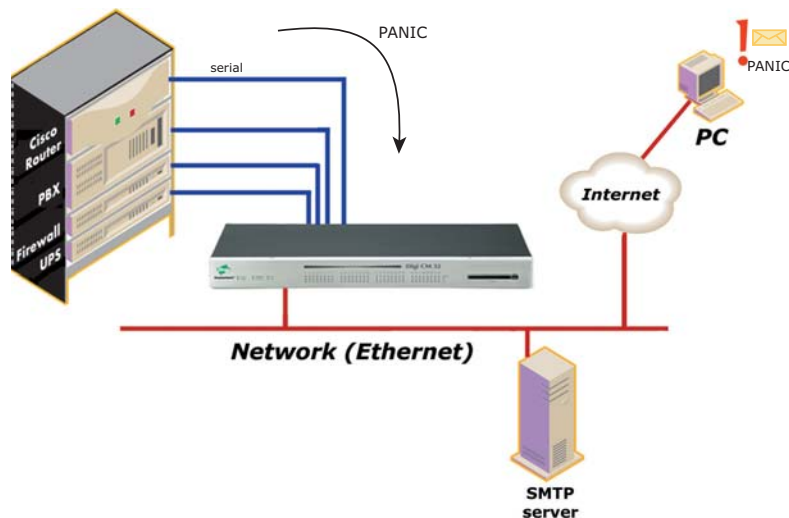 PANIC
serial
PANIC
PC
Cisco
Router
PBX
Firewall
UPS
Internet
Digi CM 32
Network (Ethernet)
SMTP
server